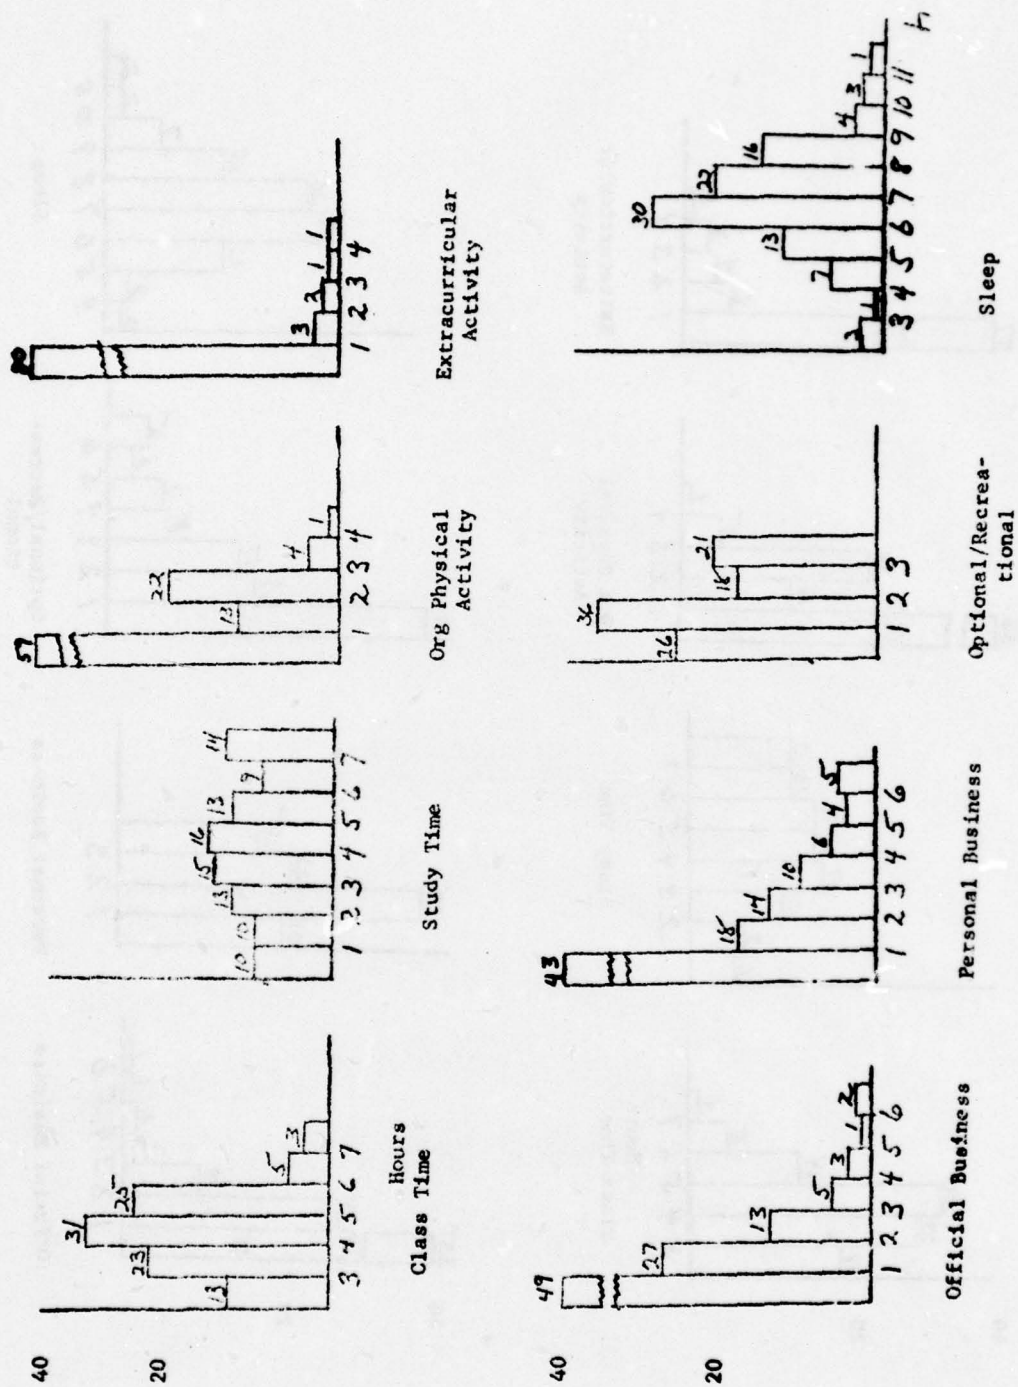 40
20
13 23 31 25 5 3
3 4 5 6 7
Hours
Class Time
10 10 13 15 16 13 9 14
1 2 3 4 5 6 7
Study Time
57 13 22 4 1
1 2 3 4
Org Physical
Activity
3 2 1 1
1 2 3 4
Extracurricular
Activity
40
20
49 27 13 5 3 1 2
1 2 3 4 5 6
Official Business
43 18 14 10 6 4 5
1 2 3 4 5 6
Personal Business
26 36 18 21
1 2 3
Optional/Recrea-
tional
2 1 7 13 30 22 16 4 3 1
3 4 5 6 7 8 9 10 11
Sleep